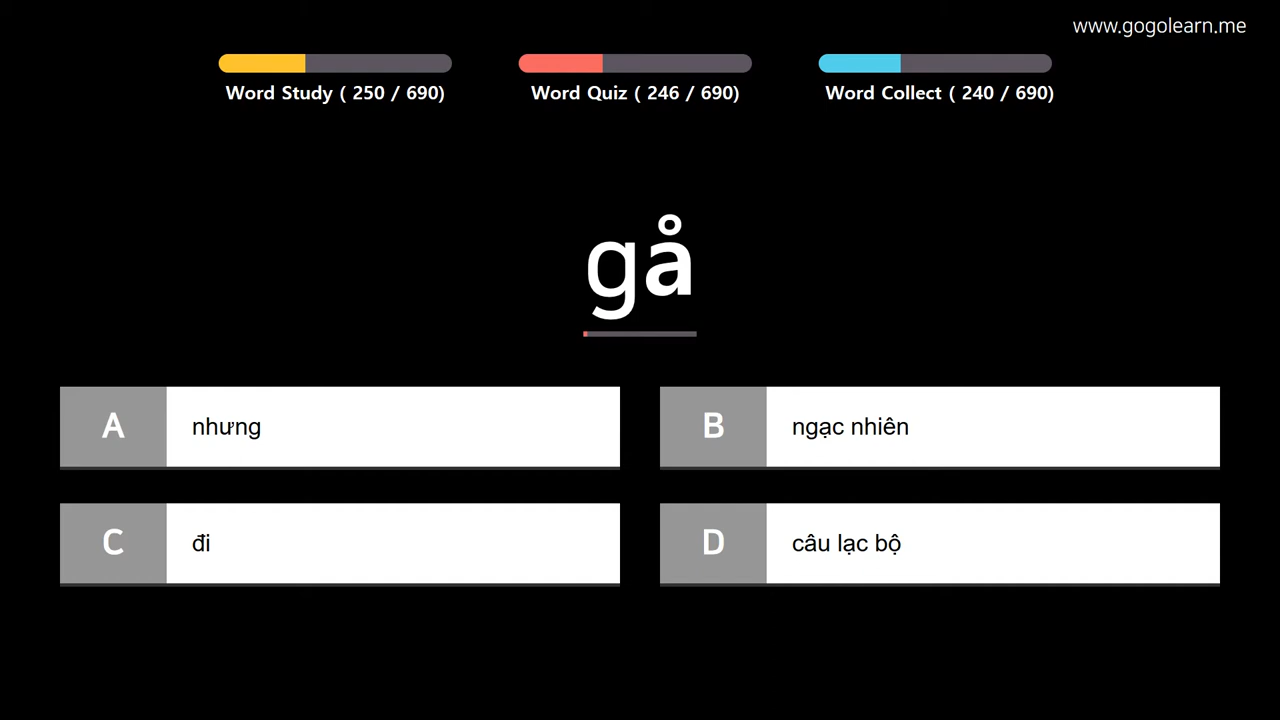 www.gogolearn.me
Word Study ( 250 / 690)
Word Quiz ( 246 / 690)
Word Collect ( 240 / 690)
gå
A nhưng
B ngạc nhiên
C đi
D câu lạc bộ